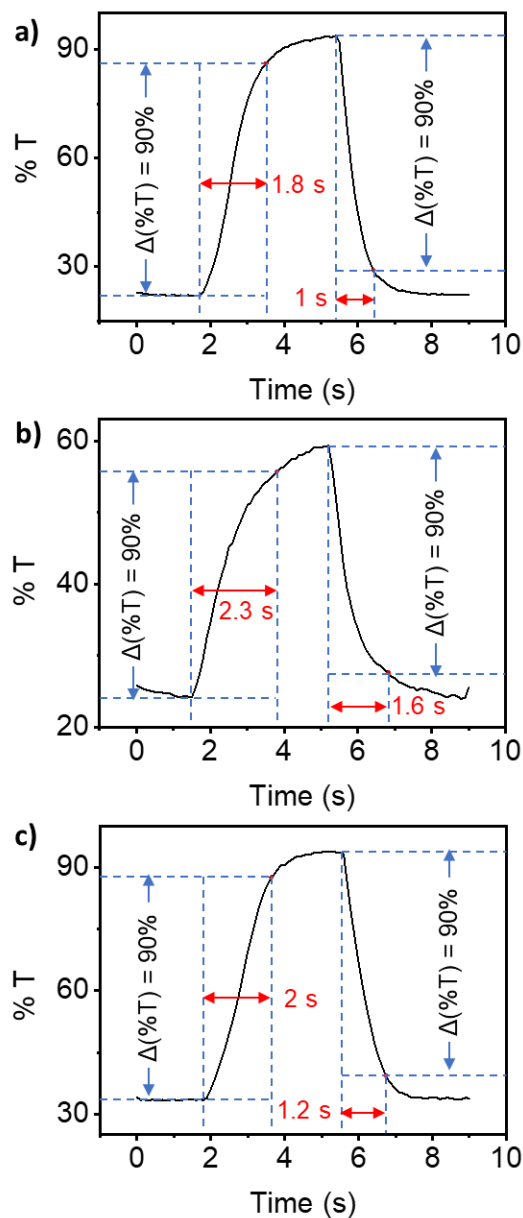 a)
90
60
30
% T
Δ(%T) = 90%
1.8 s
1 s
Δ(%T) = 90%
0 2 4 6 8 10
Time (s)
b)
60
40
20
% T
Δ(%T) = 90%
2.3 s
1.6 s
Δ(%T) = 90%
0 2 4 6 8 10
Time (s)
c)
90
60
30
% T
Δ(%T) = 90%
2 s
1.2 s
Δ(%T) = 90%
0 2 4 6 8 10
Time (s)